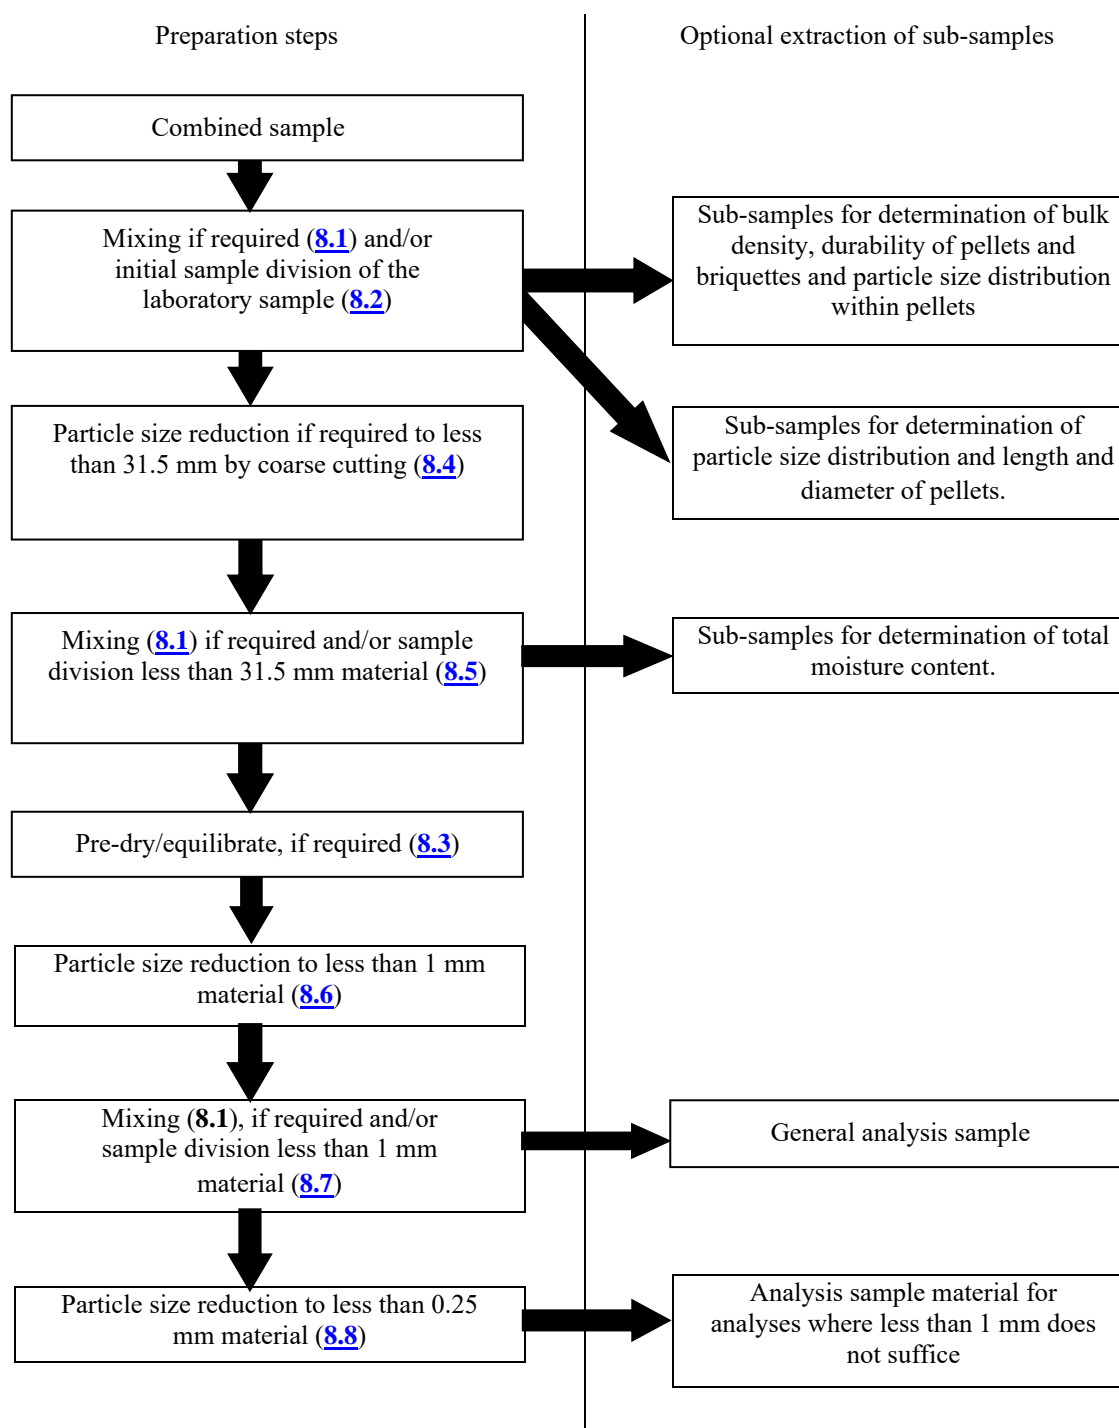 Preparation steps
Optional extraction of sub-samples
Combined sample
Mixing if required (8.1) and/or
initial sample division of the
laboratory sample (8.2)
Sub-samples for determination of bulk
density, durability of pellets and
briquettes and particle size distribution
within pellets
Particle size reduction if required to less
than 31.5 mm by coarse cutting (8.4)
Sub-samples for determination of
particle size distribution and length and
diameter of pellets.
Mixing (8.1) if required and/or sample
division less than 31.5 mm material (8.5)
Sub-samples for determination of total
moisture content.
Pre-dry/equilibrate, if required (8.3)
Particle size reduction to less than 1 mm
material (8.6)
Mixing (8.1), if required and/or
sample division less than 1 mm
material (8.7)
General analysis sample
Particle size reduction to less than 0.25
mm material (8.8)
Analysis sample material for
analyses where less than 1 mm does
not suffice